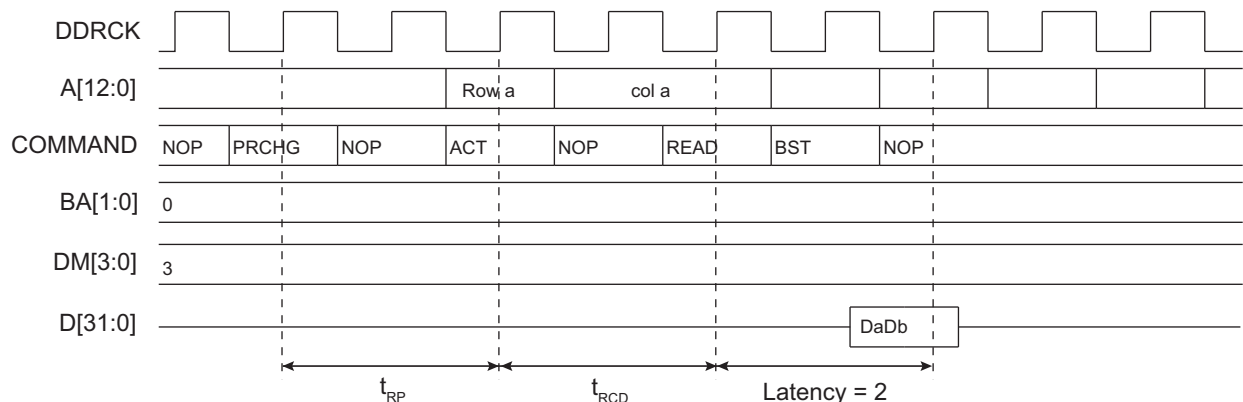 DDRCK
A[12:0] Row a col a
COMMAND NOP PRCHG NOP ACT NOP READ BST NOP
BA[1:0] 0
DM[3:0] 3
D[31:0] DaDb
tRP tRCD Latency = 2